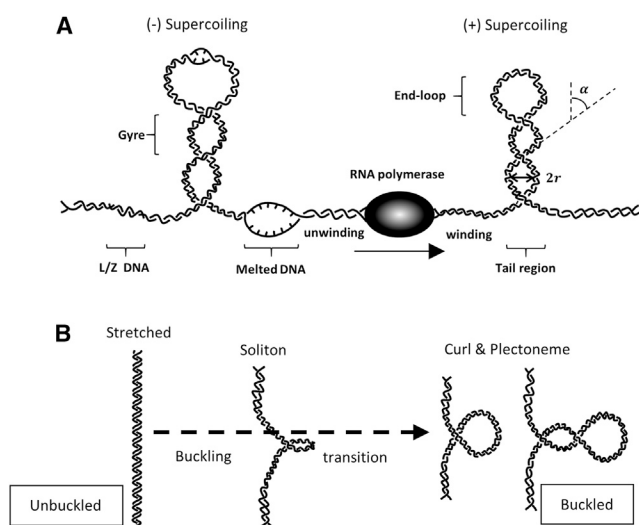 A
(-) Supercoiling
(+) Supercoiling
End-loop
α
Gyre
2r
RNA polymerase
unwinding
winding
L/Z DNA
Melted DNA
Tail region
B
Stretched
Soliton
Curl & Plectoneme
Buckling
transition
Unbuckled
Buckled